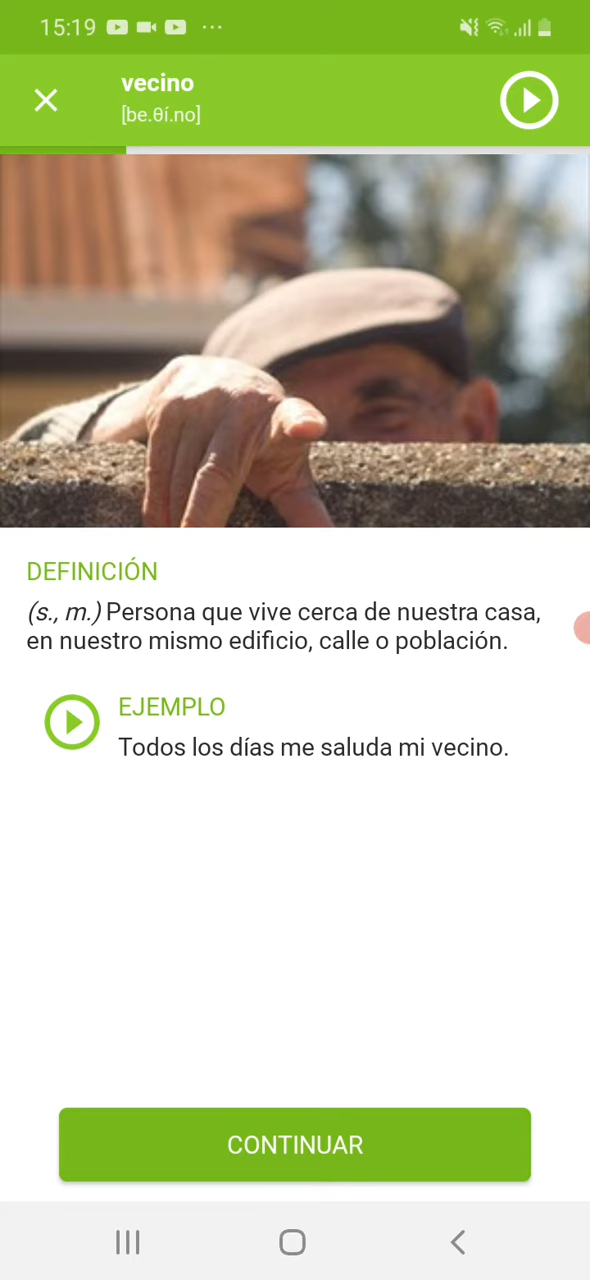 15:19
vecino
[be.θí.no]
DEFINICIÓN
(s., m.) Persona que vive cerca de nuestra casa,
en nuestro mismo edificio, calle o población.
EJEMPLO
Todos los días me saluda mi vecino.
CONTINUAR